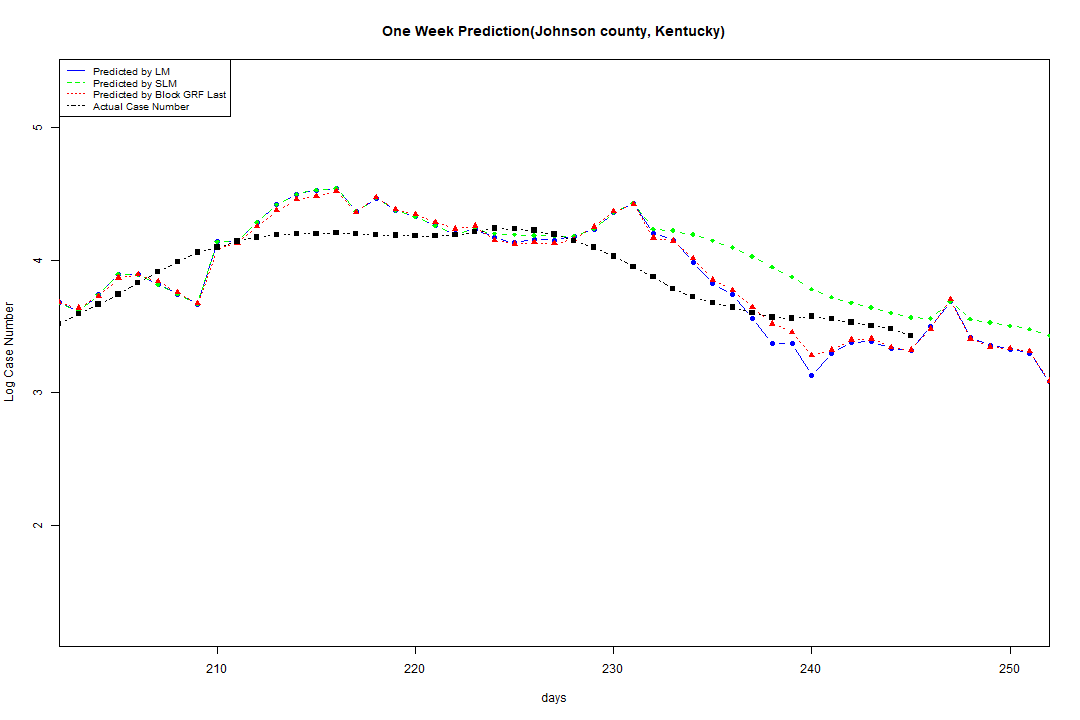 One Week Prediction(Johnson county, Kentucky)
Predicted by LM
Predicted by SLM
Predicted by Block GRF Last
Actual Case Number
5
4
3
2
Log Case Number
210 220 230 240 250
days